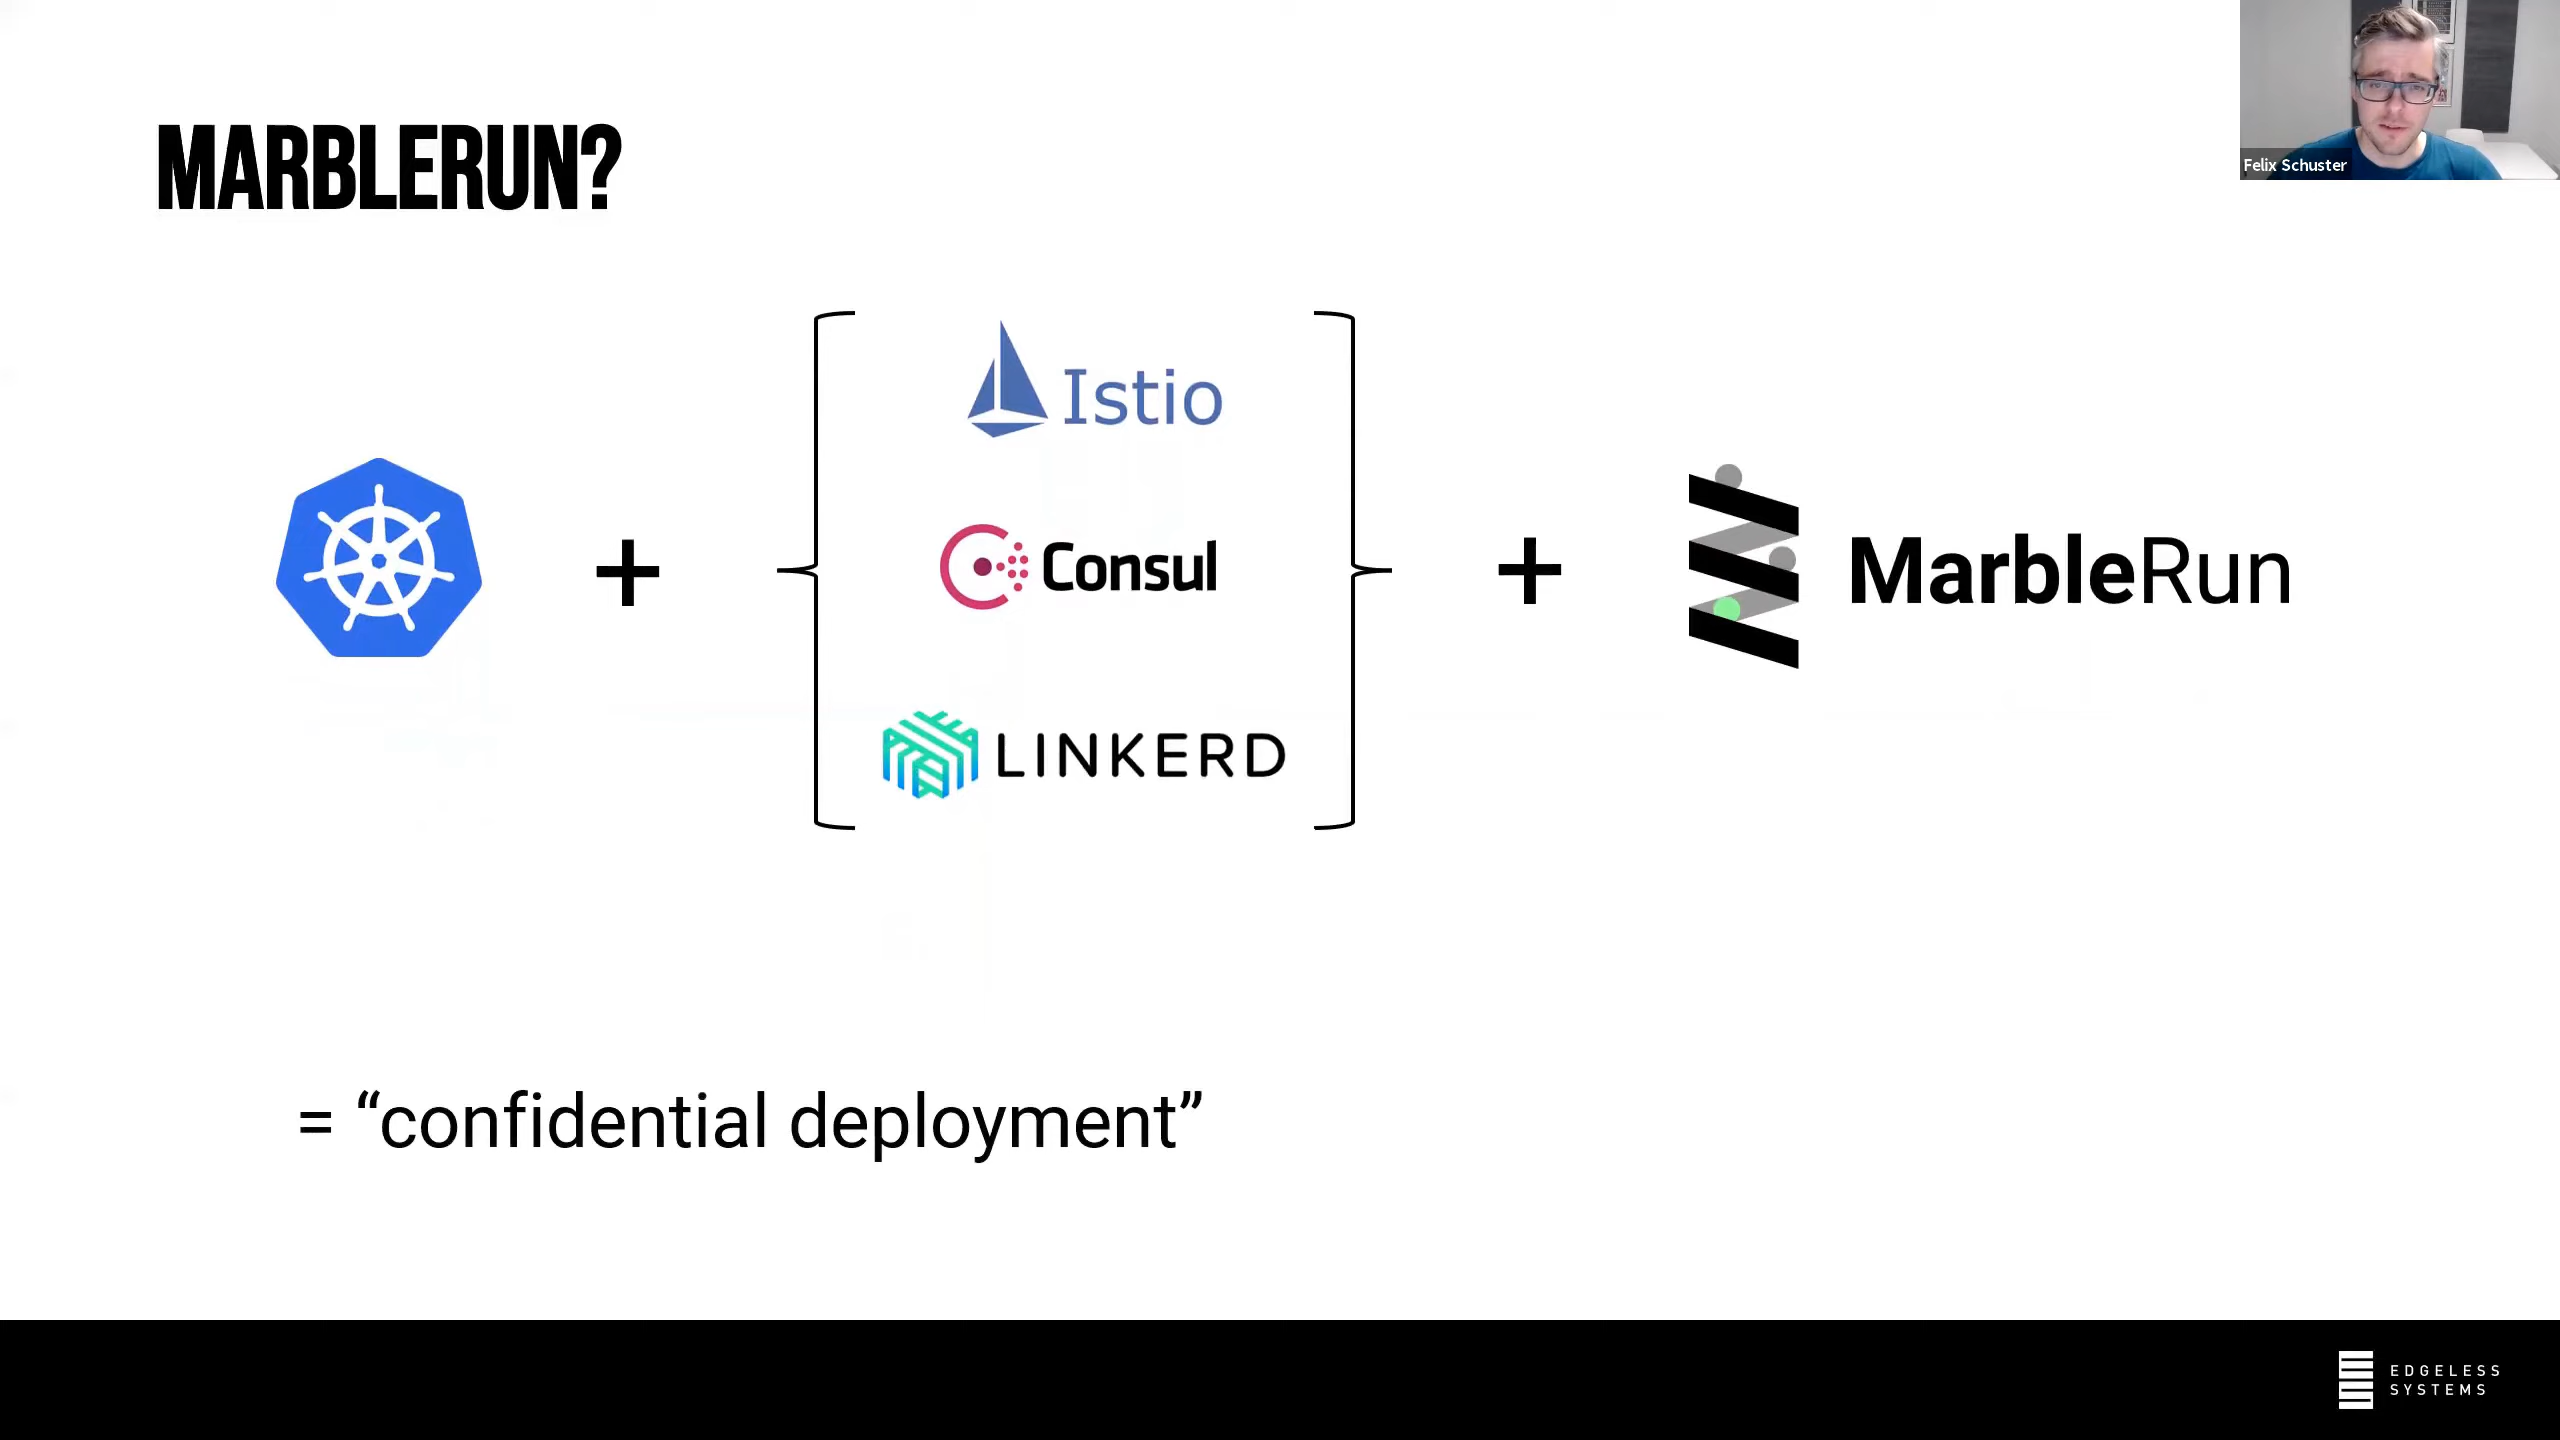 MARBLERUN?
Felix Schuster
Istio
Consul
LINKERD
+
+
MarbleRun
= “confidential deployment”
EDGELESS
SYSTEMS